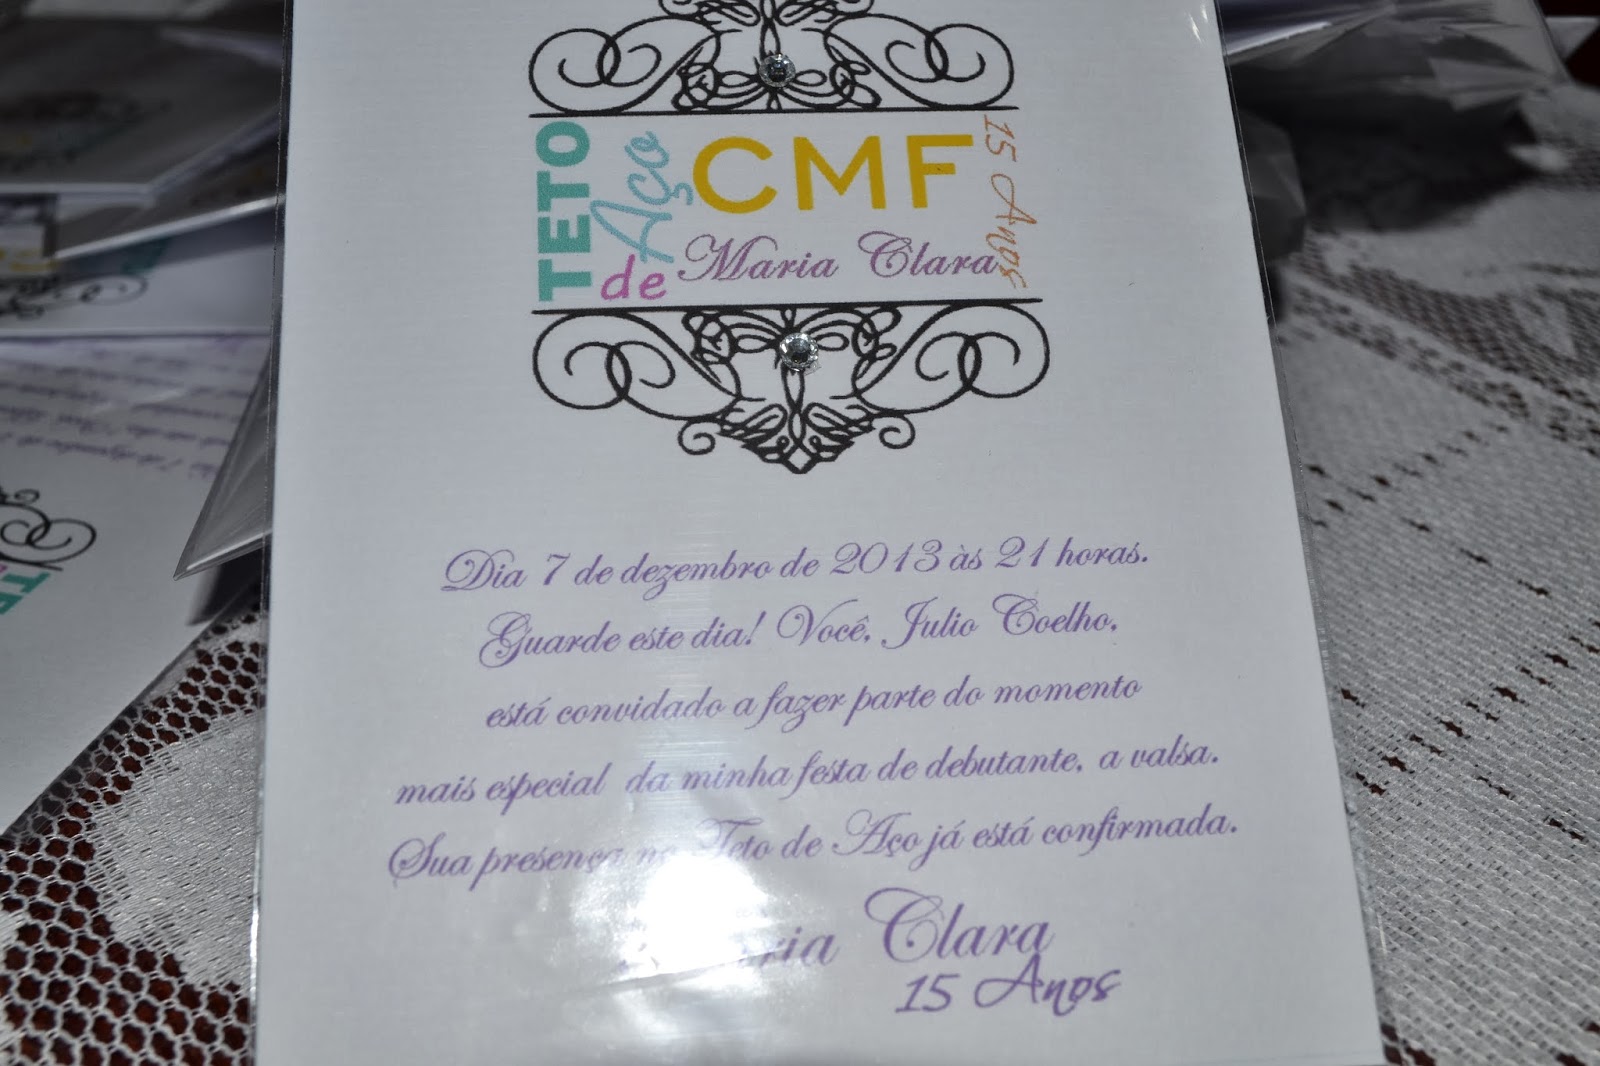 TETO
de
Aço
CMF
Maria Clara
15 Anos
Dia 7 de dezembro de 2013 às 21 horas.
Guarde este dia! Você, Julio Coelho,
está convidado a fazer parte do momento
mais especial da minha festa de debutante, a valsa.
Sua presença no Teto de Aço já está confirmada.
Maria Clara
15 Anos